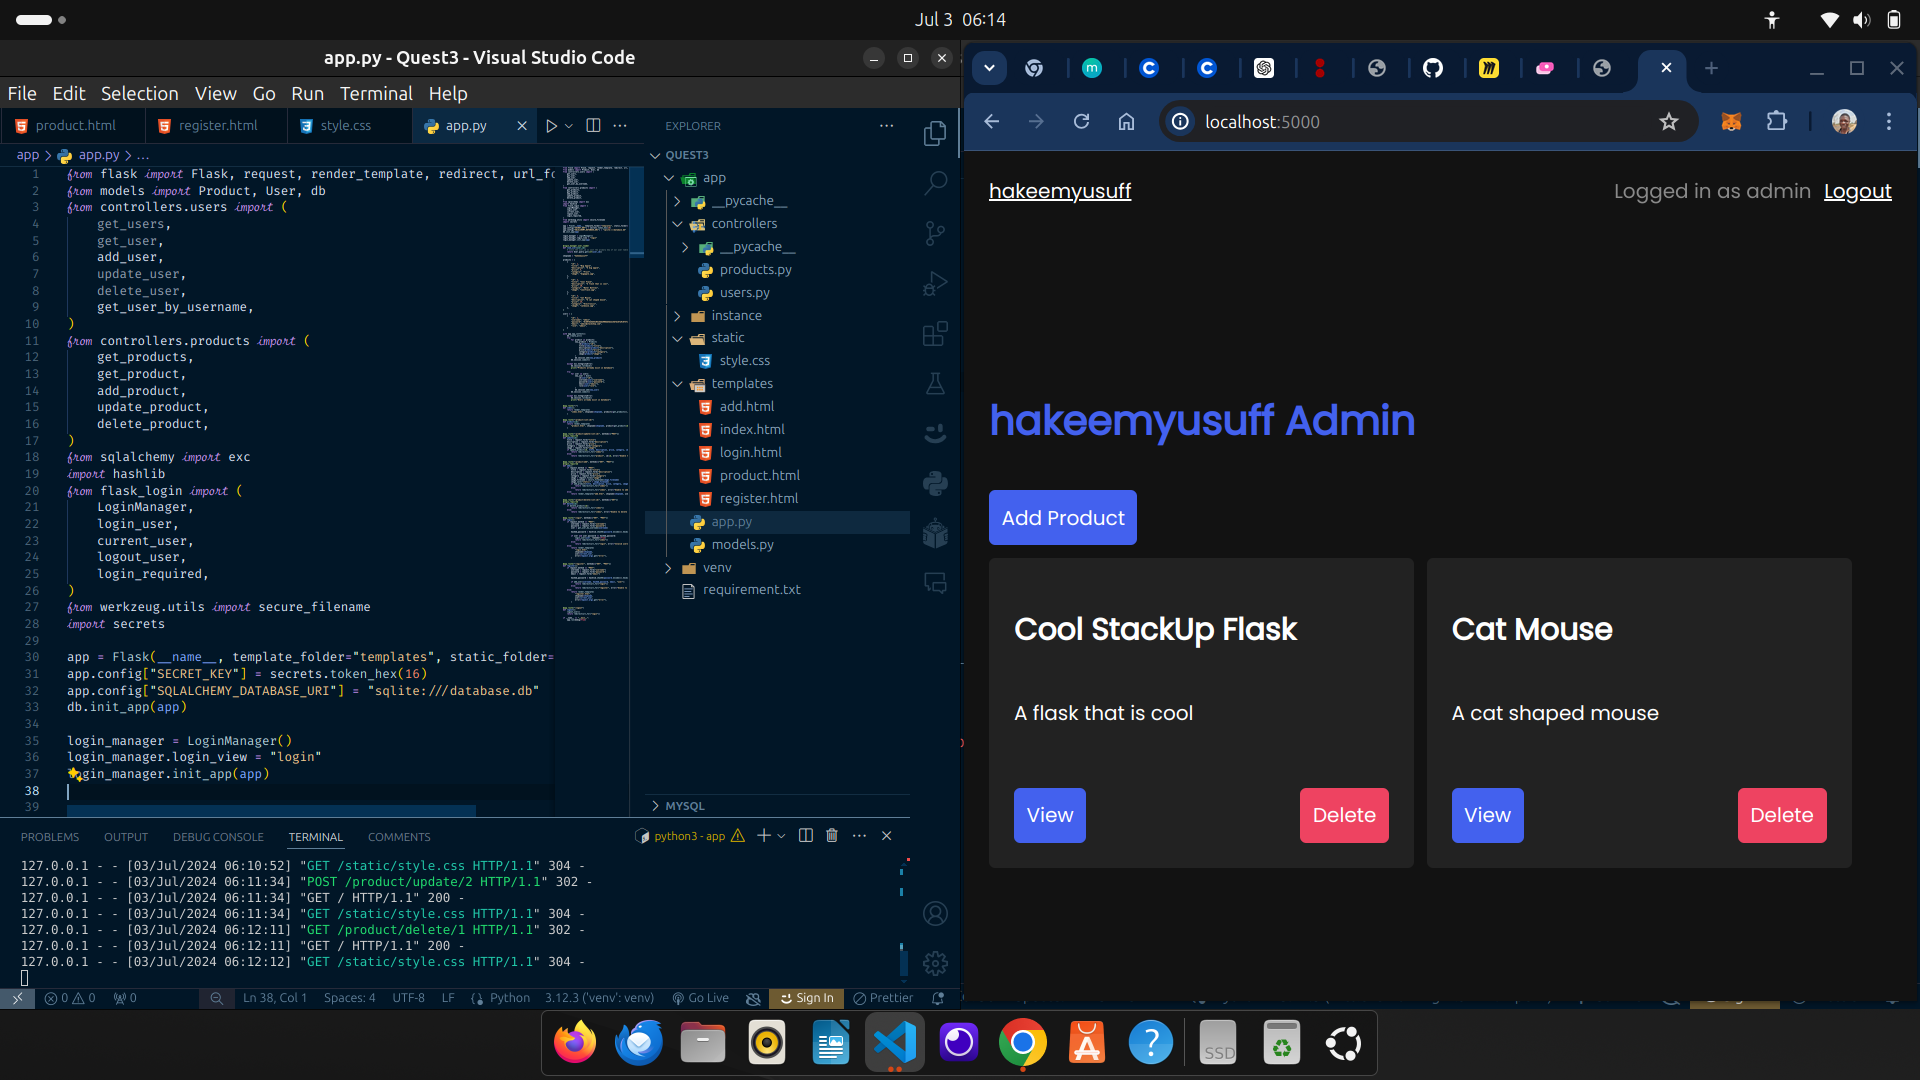 Jul 3 06:14
app.py - Quest3 - Visual Studio Code
File Edit Selection View Go Run Terminal Help
product.html register.html style.css app.py
app > app.py > ...
1 from flask import Flask, request, render_template, redirect, url_fo
2 from models import Product, User, db
3 from controllers.users import (
4 get_users,
5 get_user,
6 add_user,
7 update_user,
8 delete_user,
9 get_user_by_username,
10 )
11 from controllers.products import (
12 get_products,
13 get_product,
14 add_product,
15 update_product,
16 delete_product,
17 )
18 from sqlalchemy import exc
19 import hashlib
20 from flask_login import (
21 LoginManager,
22 login_user,
23 current_user,
24 logout_user,
25 login_required,
26 )
27 from werkzeug.utils import secure_filename
28 import secrets
29
30 app = Flask(__name__, template_folder="templates", static_folder=
31 app.config["SECRET_KEY"] = secrets.token_hex(16)
32 app.config["SQLALCHEMY_DATABASE_URI"] = "sqlite:///database.db"
33 db.init_app(app)
34
35 login_manager = LoginManager()
36 login_manager.login_view = "login"
37 login_manager.init_app(app)
38
39
EXPLORER
QUEST3
app
__pycache__
controllers
__pycache__
products.py
users.py
instance
static
style.css
templates
add.html
index.html
login.html
product.html
register.html
app.py
models.py
venv
requirement.txt
MYSQL
PROBLEMS OUTPUT DEBUG CONSOLE TERMINAL COMMENTS
python3 - app
127.0.0.1 - - [03/Jul/2024 06:10:52] "GET /static/style.css HTTP/1.1" 304 -
127.0.0.1 - - [03/Jul/2024 06:11:34] "POST /product/update/2 HTTP/1.1" 302 -
127.0.0.1 - - [03/Jul/2024 06:11:34] "GET / HTTP/1.1" 200 -
127.0.0.1 - - [03/Jul/2024 06:11:34] "GET /static/style.css HTTP/1.1" 304 -
127.0.0.1 - - [03/Jul/2024 06:12:11] "GET /product/delete/1 HTTP/1.1" 302 -
127.0.0.1 - - [03/Jul/2024 06:12:11] "GET / HTTP/1.1" 200 -
127.0.0.1 - - [03/Jul/2024 06:12:12] "GET /static/style.css HTTP/1.1" 304 -
0 0 0 Ln 38, Col 1 Spaces: 4 UTF-8 LF Python 3.12.3 ('venv': venv) Go Live Sign In Prettier
localhost:5000
hakeemyusuff Logged in as admin Logout
hakeemyusuff Admin
Add Product
Cool StackUp Flask
A flask that is cool
View Delete
Cat Mouse
A cat shaped mouse
View Delete
SSD